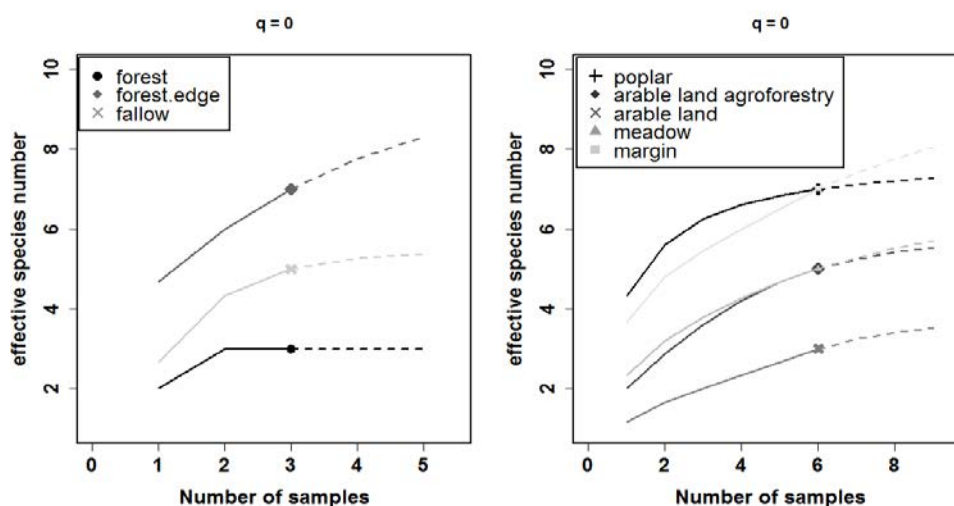 q = 0
effective species number
10
8
6
4
2
forest
forest.edge
fallow
0 1 2 3 4 5
Number of samples
q = 0
effective species number
10
8
6
4
2
poplar
arable land agroforestry
arable land
meadow
margin
0 2 4 6 8
Number of samples